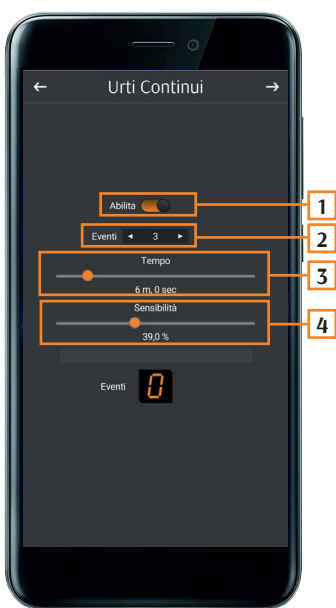 ← Urti Continui →
Abilita
1
Eventi ◄ 3 ►
2
Tempo
3
6 m, 0 sec
Sensibilità
4
39,0 %
Eventi 0